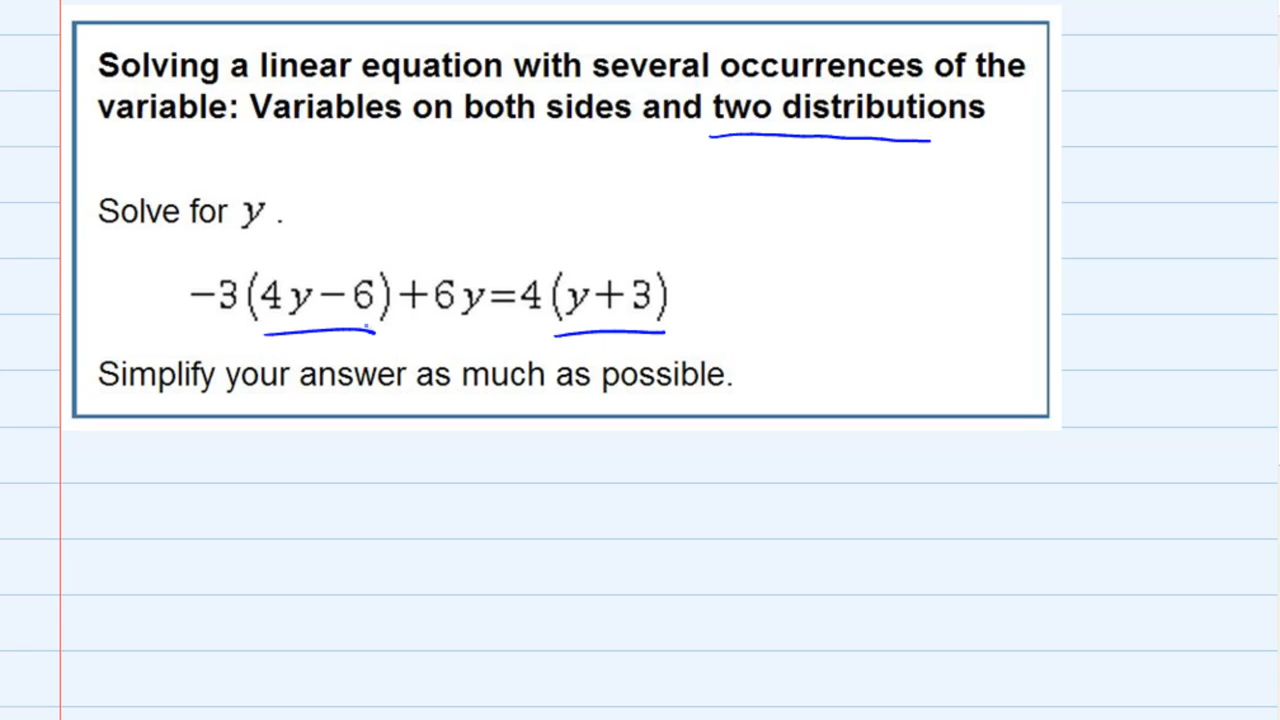 Solving a linear equation with several occurrences of the
variable: Variables on both sides and two distributions
Solve for y .
−3(4y−6)+6y=4(y+3)
Simplify your answer as much as possible.